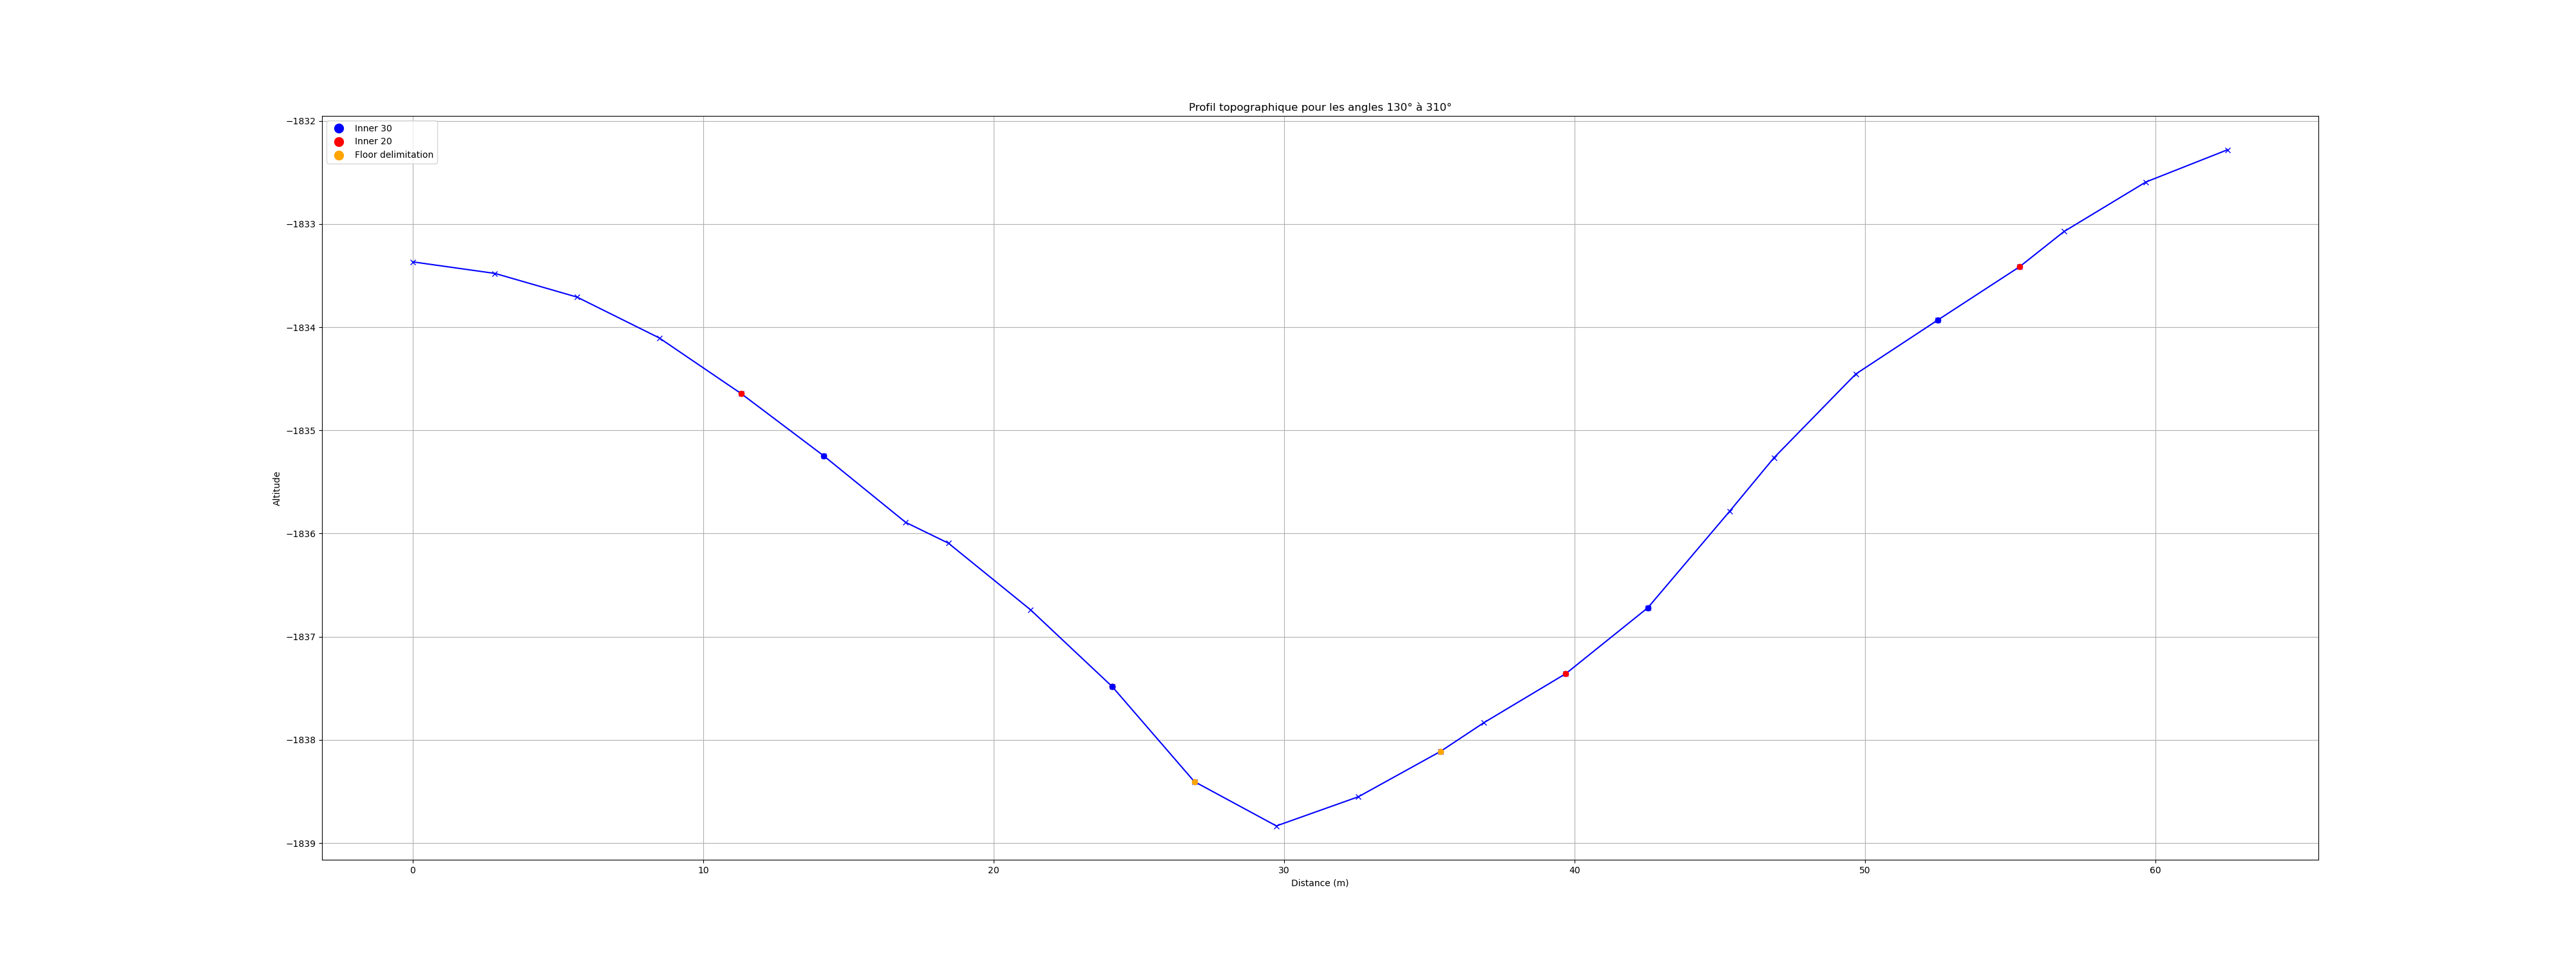 Profil topographique pour les angles 130° à 310°
Inner 30
Inner 20
Floor delimitation
Altitude
−1832
−1833
−1834
−1835
−1836
−1837
−1838
−1839
0 10 20 30 40 50 60
Distance (m)